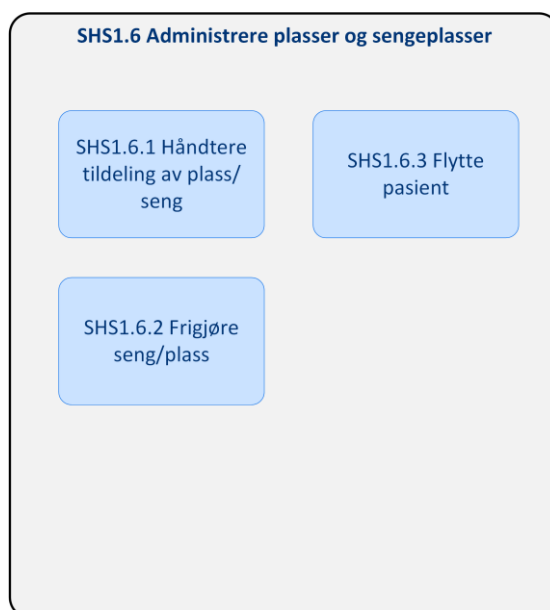 SHS1.6 Administrere plasser og sengeplasser
SHS1.6.1 Håndtere
tildeling av plass/
seng
SHS1.6.3 Flytte
pasient
SHS1.6.2 Frigjøre
seng/plass